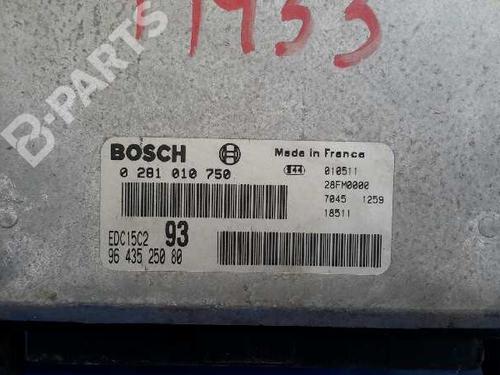 11933
B-PARTS
BOSCH
Made in France
0 281 010 750
010511
28FM0000
7045 1259
18511
EDC15C2 93
96 435 250 80